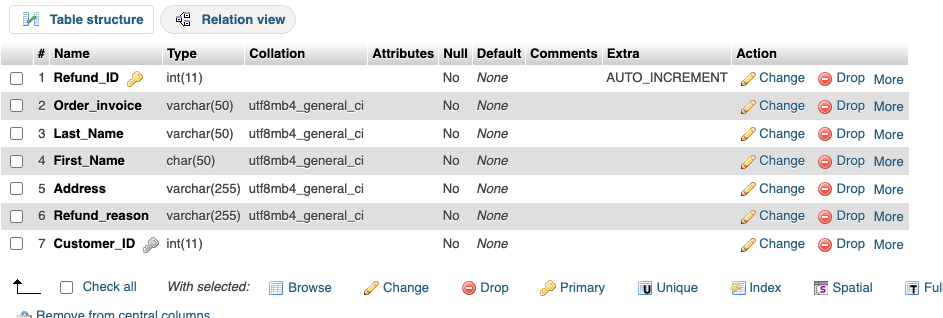 Table structure Relation view
# Name Type Collation Attributes Null Default Comments Extra Action
1 Refund_ID int(11) No None AUTO_INCREMENT Change Drop More
2 Order_invoice varchar(50) utf8mb4_general_ci No None Change Drop More
3 Last_Name varchar(50) utf8mb4_general_ci No None Change Drop More
4 First_Name char(50) utf8mb4_general_ci No None Change Drop More
5 Address varchar(255) utf8mb4_general_ci No None Change Drop More
6 Refund_reason varchar(255) utf8mb4_general_ci No None Change Drop More
7 Customer_ID int(11) No None Change Drop More
Check all With selected: Browse Change Drop Primary Unique Index Spatial Ful
Remove from central columns